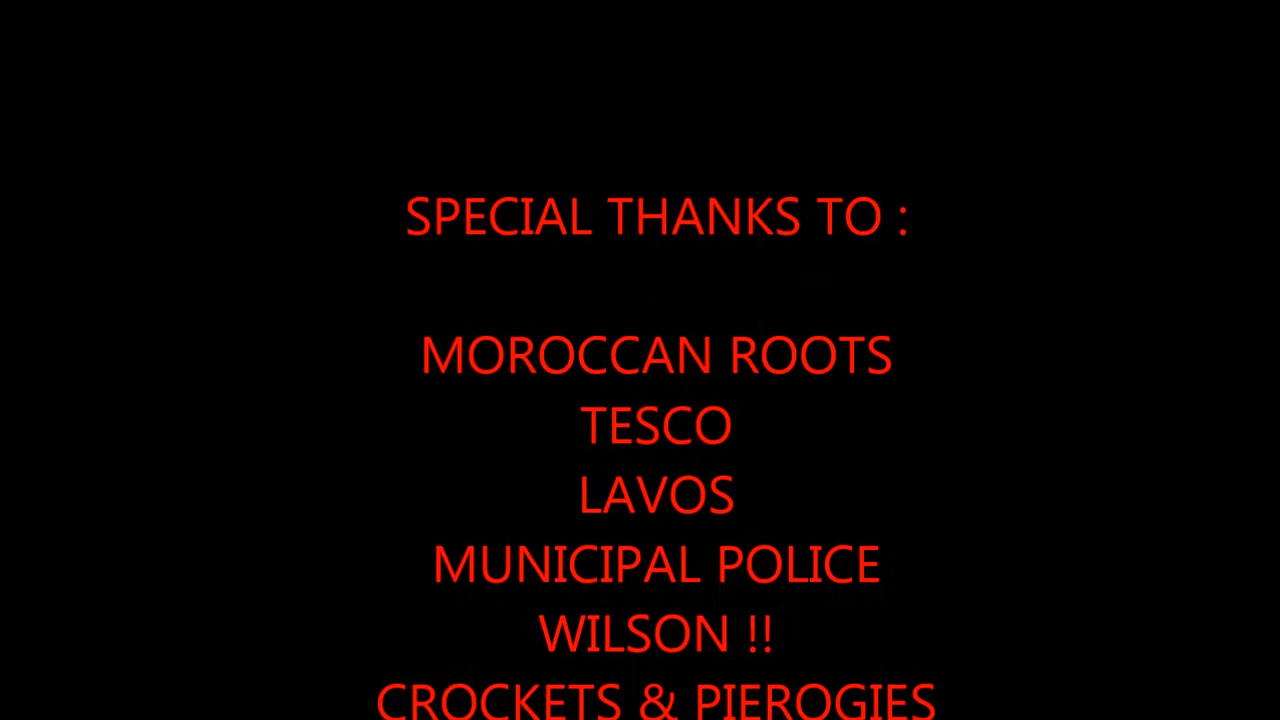 SPECIAL THANKS TO :
MOROCCAN ROOTS
TESCO
LAVOS
MUNICIPAL POLICE
WILSON !!
CROCKETS & PIEROGIES